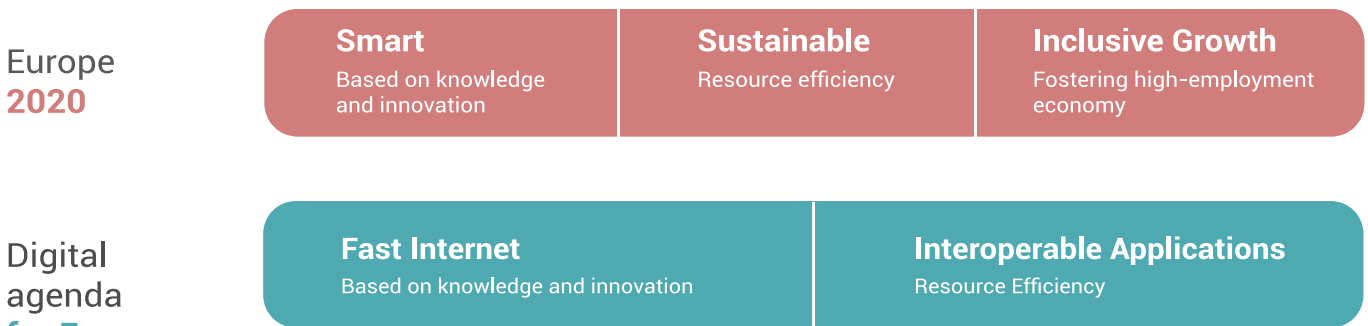 Europe
2020
Smart
Based on knowledge
and innovation
Sustainable
Resource efficiency
Inclusive Growth
Fostering high-employment
economy
Digital
agenda
Fast Internet
Based on knowledge and innovation
Interoperable Applications
Resource Efficiency